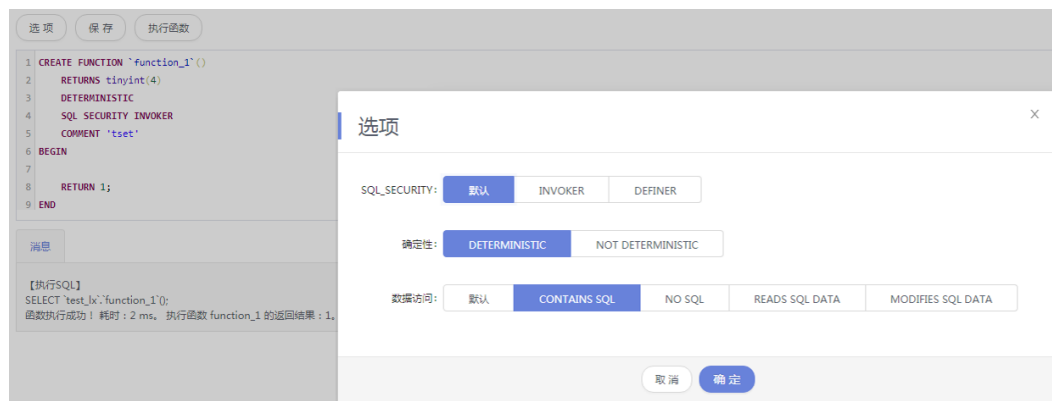 选 项 保 存 执行函数
1 CREATE FUNCTION `function_1`()
2 RETURNS tinyint(4)
3 DETERMINISTIC
4 SQL SECURITY INVOKER
5 COMMENT 'tset'
6 BEGIN
7
8 RETURN 1;
9 END
消息
【执行SQL】
SELECT `test_lx`.`function_1`();
函数执行成功！ 耗时：2 ms。 执行函数 function_1 的返回结果：1。
选项
SQL_SECURITY: 默认 INVOKER DEFINER
确定性: DETERMINISTIC NOT DETERMINISTIC
数据访问: 默认 CONTAINS SQL NO SQL READS SQL DATA MODIFIES SQL DATA
取 消 确 定